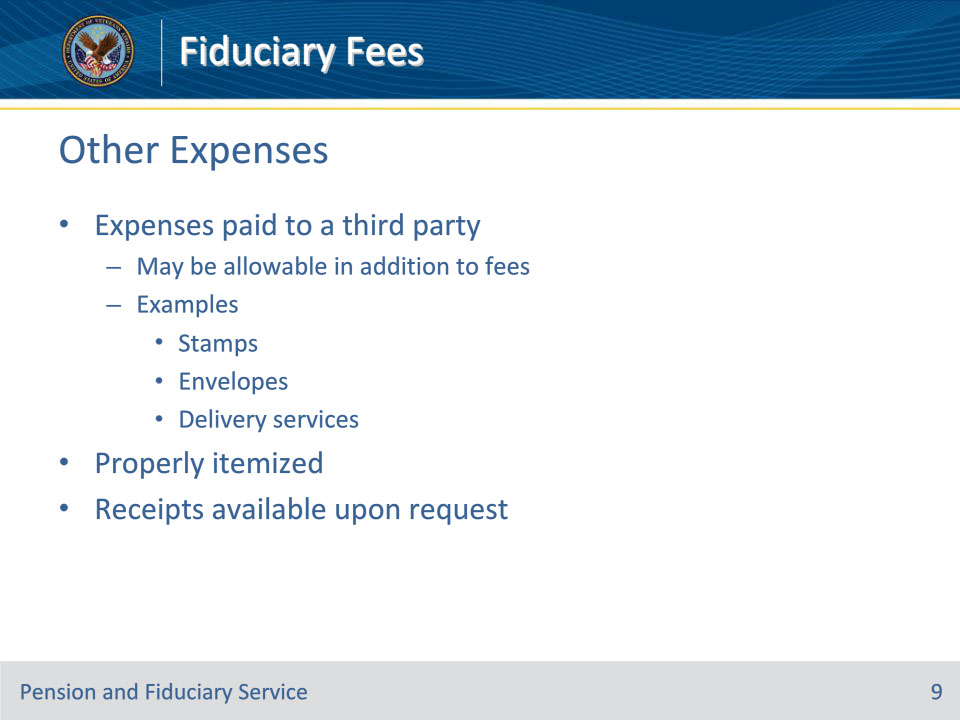 Fiduciary Fees
Other Expenses
• Expenses paid to a third party
– May be allowable in addition to fees
– Examples
• Stamps
• Envelopes
• Delivery services
• Properly itemized
• Receipts available upon request
Pension and Fiduciary Service
9